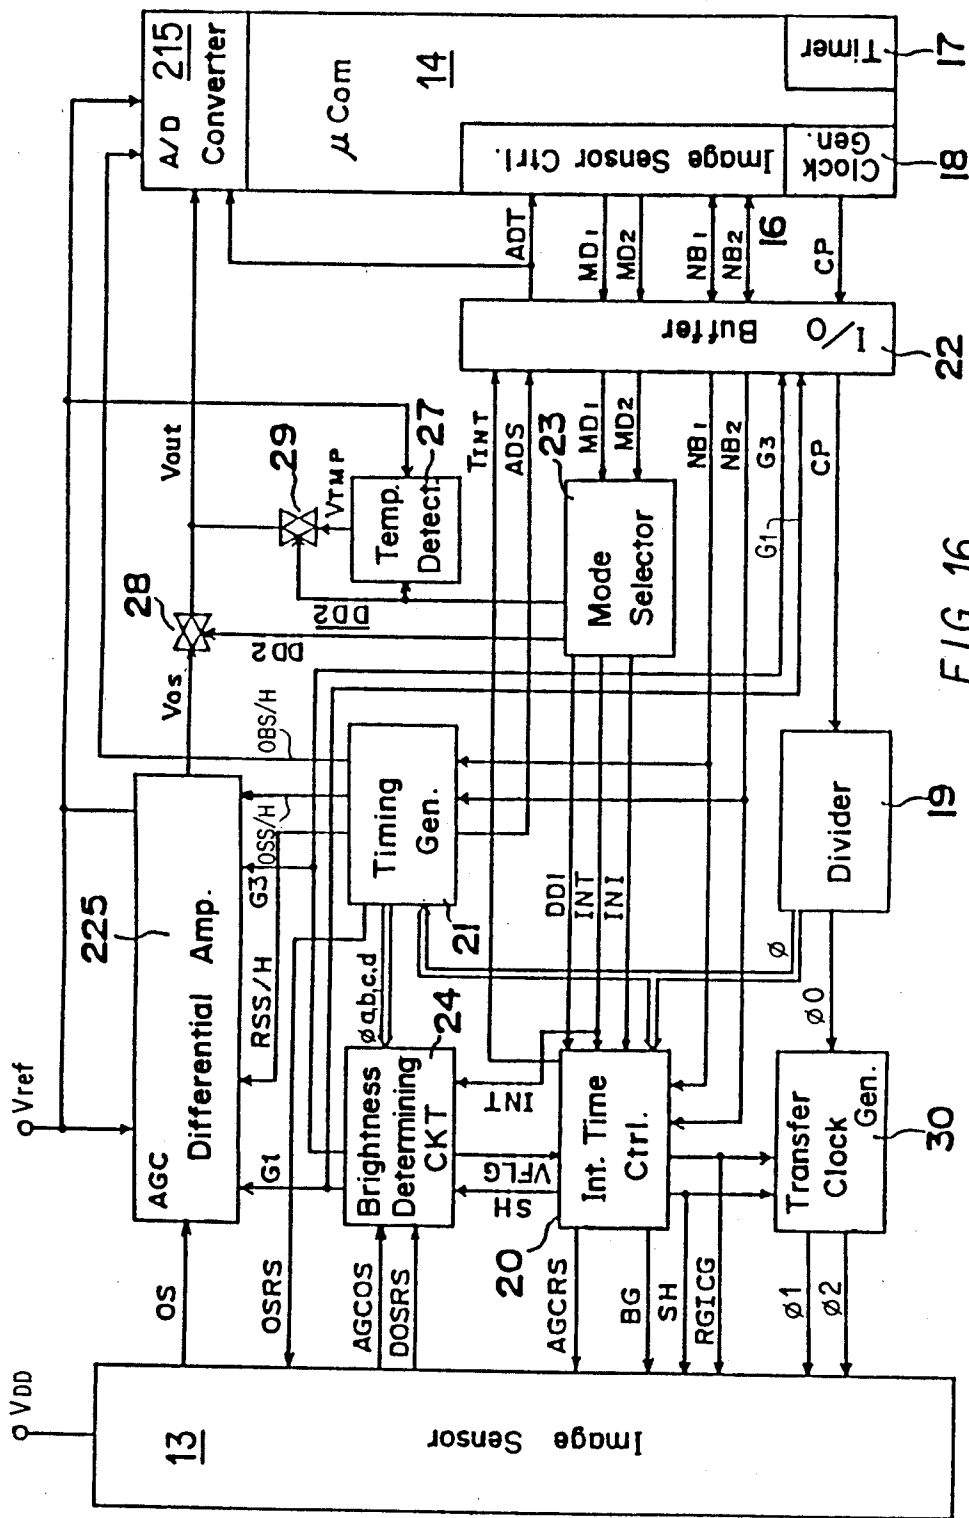 VDD
Vref
13
Image Sensor
OS
OSRS
AGCOS
DOSRS
AGCRS
BG
SH
RGICG
ø1
ø2
AGC
Differential Amp.
225
G1
RSS/H
G3
OSS/H
OBS/H
Vos
28
Vout
29
VTMP
Temp.
Detect.
27
DD2
DD2
Brightness
Determining
CKT
24
øa,b,c,d
Timing
Gen.
21
SH
VFLG
INT
20
Int. Time
Ctrl.
DD1
INT
INI
Mode
Selector
23
TINT
ADS
MD1
MD2
NB1
NB2
G3
G1
CP
Transfer
Clock
Gen.
30
øO
ø
Divider
19
I/O
Buffer
22
ADT
MD1
MD2
NB1
NB2
CP
16
A/D
Converter
215
μCom
14
Image Sensor Ctrl.
Clock
Gen.
18
Timer
17
FIG. 16